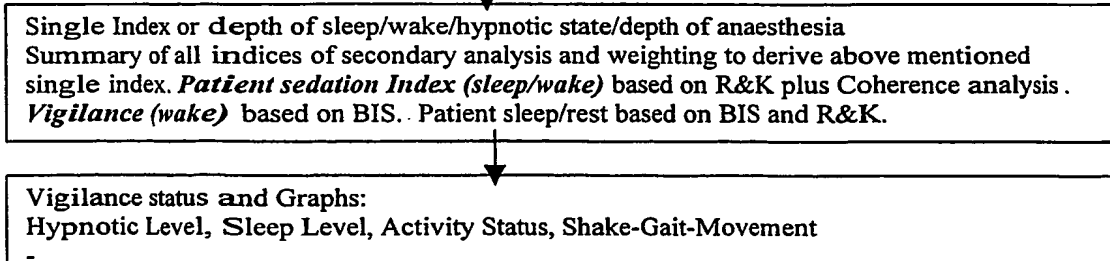 Single Index or depth of sleep/wake/hypnotic state/depth of anaesthesia
Summary of all indices of secondary analysis and weighting to derive above mentioned
single index. Patient sedation Index (sleep/wake) based on R&K plus Coherence analysis.
Vigilance (wake) based on BIS.. Patient sleep/rest based on BIS and R&K.
Vigilance status and Graphs:
Hypnotic Level, Sleep Level, Activity Status, Shake-Gait-Movement
-